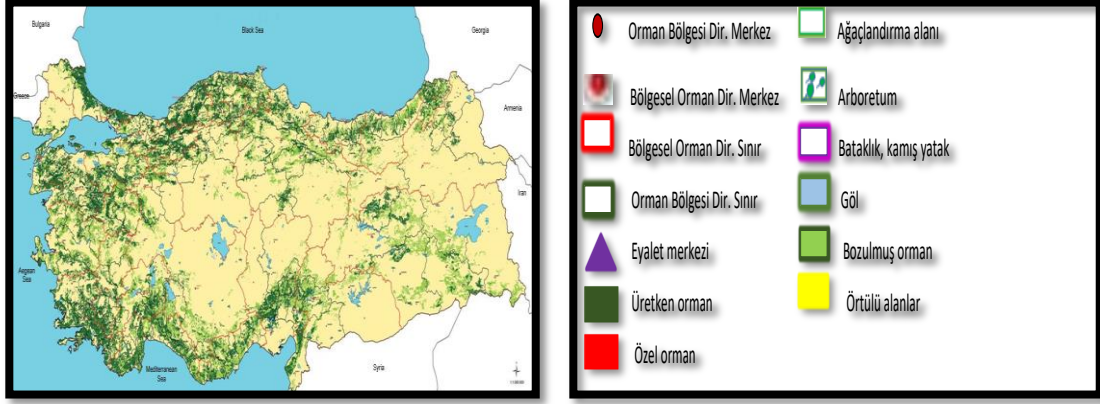 Bulgaria
Black Sea
Georgia
Greece
Armenia
Iran
Aegean
Sea
Mediterranean
Sea
Syria
Orman Bölgesi Dir. Merkez
Bölgesel Orman Dir. Merkez
Bölgesel Orman Dir. Sınır
Orman Bölgesi Dir. Sınır
Eyalet merkezi
Üretken orman
Özel orman
Ağaçlandırma alanı
Arboretum
Bataklık, kamış yatak
Göl
Bozulmuş orman
Örtülü alanlar